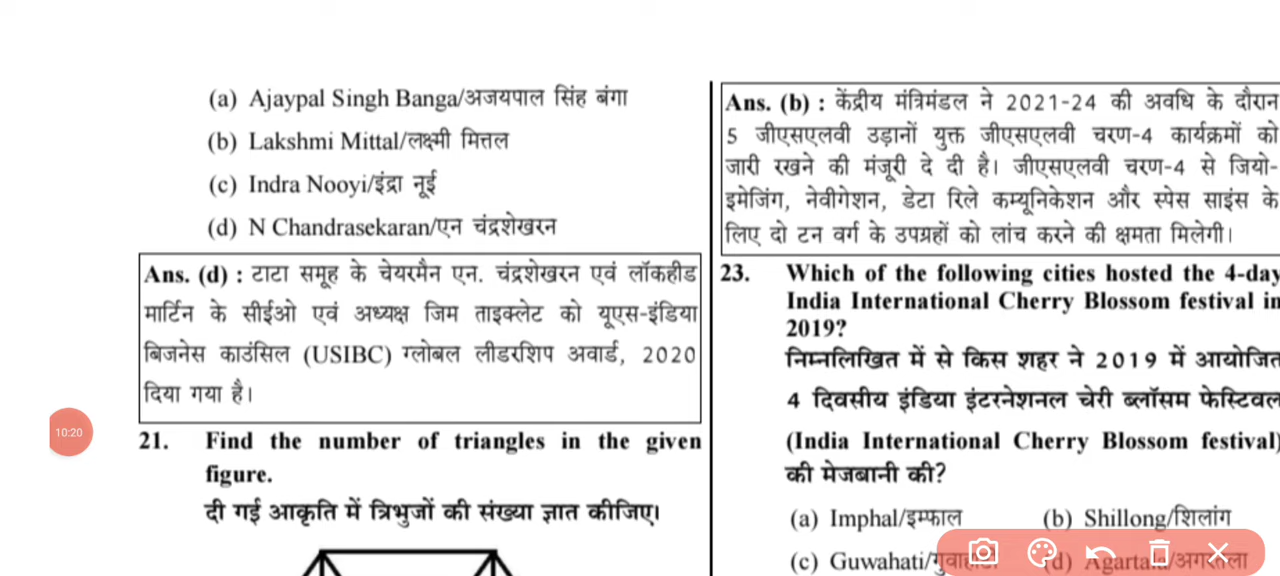 (a) Ajaypal Singh Banga/अजयपाल सिंह बंगा
(b) Lakshmi Mittal/लक्ष्मी मित्तल
(c) Indra Nooyi/इंद्रा नूई
(d) N Chandrasekaran/एन चंद्रशेखरन
Ans. (d) : टाटा समूह के चेयरमैन एन. चंद्रशेखरन एवं लॉकहीड
मार्टिन के सीईओ एवं अध्यक्ष जिम ताइक्लेट को यूएस-इंडिया
बिजनेस काउंसिल (USIBC) ग्लोबल लीडरशिप अवार्ड, 2020
दिया गया है।
10:20
21. Find the number of triangles in the given
figure.
दी गई आकृति में त्रिभुजों की संख्या ज्ञात कीजिए।
Ans. (b) : केंद्रीय मंत्रिमंडल ने 2021-24 की अवधि के दौरान
5 जीएसएलवी उड़ानों युक्त जीएसएलवी चरण-4 कार्यक्रमों को
जारी रखने की मंजूरी दे दी है। जीएसएलवी चरण-4 से जियो-
इमेजिंग, नेवीगेशन, डेटा रिले कम्यूनिकेशन और स्पेस साइंस के
लिए दो टन वर्ग के उपग्रहों को लांच करने की क्षमता मिलेगी।
23. Which of the following cities hosted the 4-day
India International Cherry Blossom festival in
2019?
निम्नलिखित में से किस शहर ने 2019 में आयोजित
4 दिवसीय इंडिया इंटरनेशनल चेरी ब्लॉसम फेस्टिवल
(India International Cherry Blossom festival)
की मेजबानी की?
(a) Imphal/इम्फाल (b) Shillong/शिलांग
(c) Guwahati/गुवाहाटी (d) Agartala/अगरतला